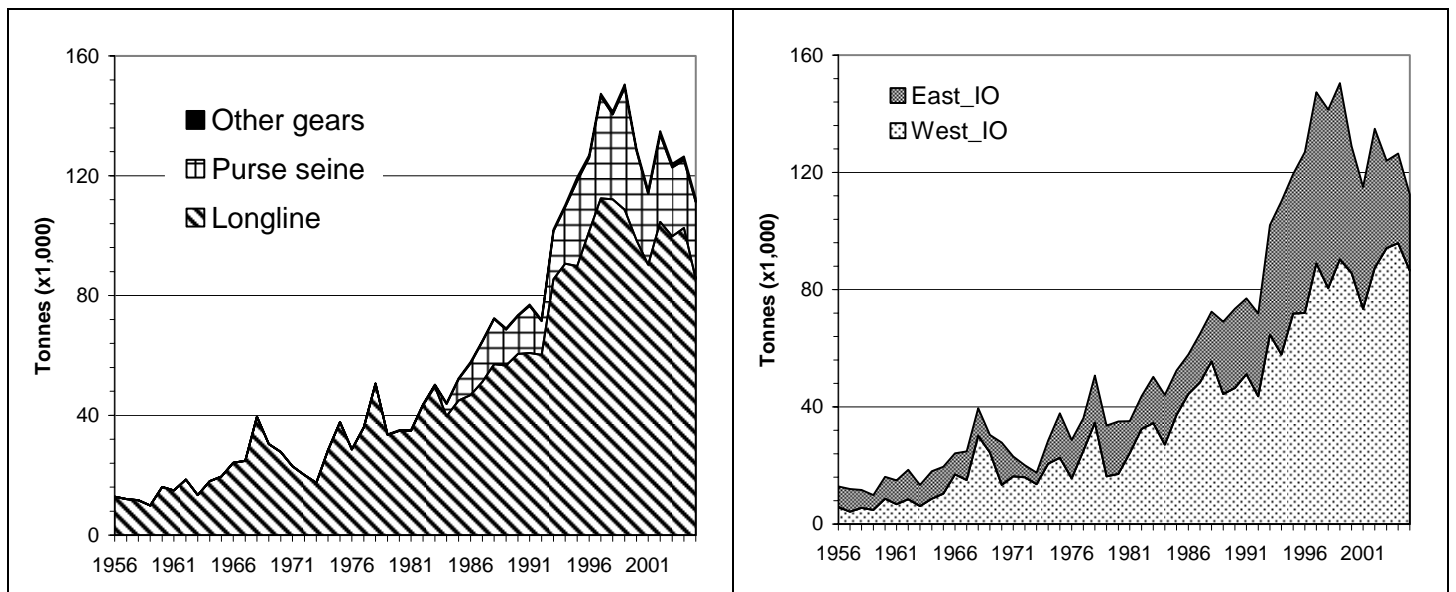 160
120
80
40
0
Tonnes (x1,000)
Other gears
Purse seine
Longline
1956 1961 1966 1971 1976 1981 1986 1991 1996 2001
160
120
80
40
0
Tonnes (x1,000)
East_IO
West_IO
1956 1961 1966 1971 1976 1981 1986 1991 1996 2001